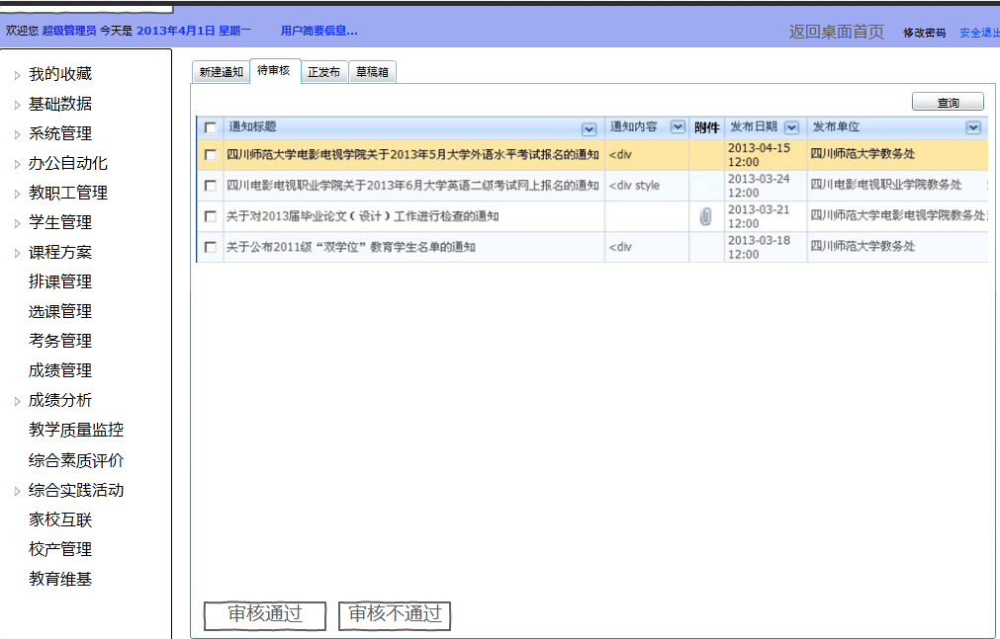 欢迎您 超级管理员 今天是 2013年4月1日 星期一 用户简要信息... 返回桌面首页 修改密码 安全退出
我的收藏
基础数据
系统管理
办公自动化
教职工管理
学生管理
课程方案
排课管理
选课管理
考务管理
成绩管理
成绩分析
教学质量监控
综合素质评价
综合实践活动
家校互联
校产管理
教育维基
新建通知 待审核 正发布 草稿箱
查询
通知标题 通知内容 附件 发布日期 发布单位
四川师范大学电影电视学院关于2013年5月大学外语水平考试报名的通知 <div 2013-04-15 12:00 四川师范大学教务处
四川电影电视职业学院关于2013年6月大学英语二级考试网上报名的通知 <div style 2013-03-24 12:00 四川电影电视职业学院教务处
关于对2013届毕业论文（设计）工作进行检查的通知 2013-03-21 12:00 四川师范大学电影电视学院教务处
关于公布2011级“双学位”教育学生名单的通知 <div 2013-03-18 12:00 四川师范大学教务处
审核通过 审核不通过